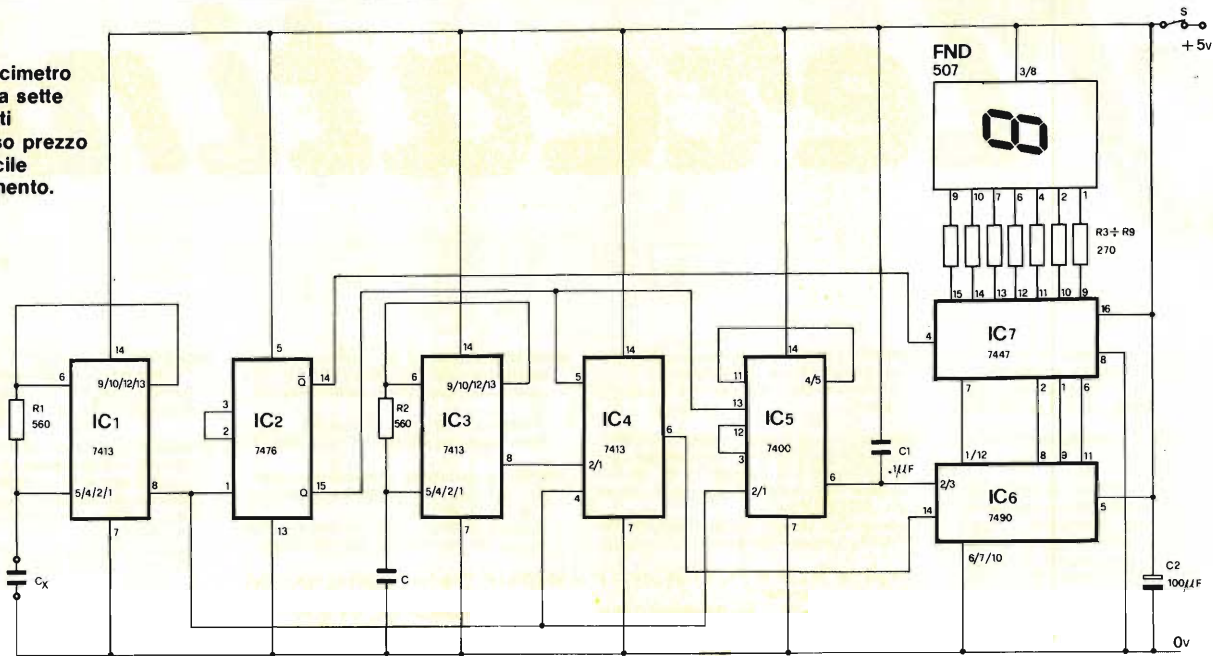 cimetro
a sette
ti
so prezzo
cile
mento.
S
+5v
FND
507
3/8
9 10 7 6 4 2 1
R3÷R9
270
15 14 13 12 11 10 9
IC7
7447
4
16
8
7 2 1 6
1/12 8 9 11
IC6
7490
2/3
14
5
6/7/10
C2
100μF
0v
14
6
9/10/12/13
R1
560
IC1
7413
5/4/2/1
8
7
Cx
5
Q̅
14
3
2
IC2
7476
1
Q
15
13
14
6
9/10/12/13
R2
560
IC3
7413
5/4/2/1
8
7
C
14
5
IC4
7413
2/1
4
6
7
14
11
4/5
13
12
3
IC5
7400
2/1
6
7
C1
.1μF